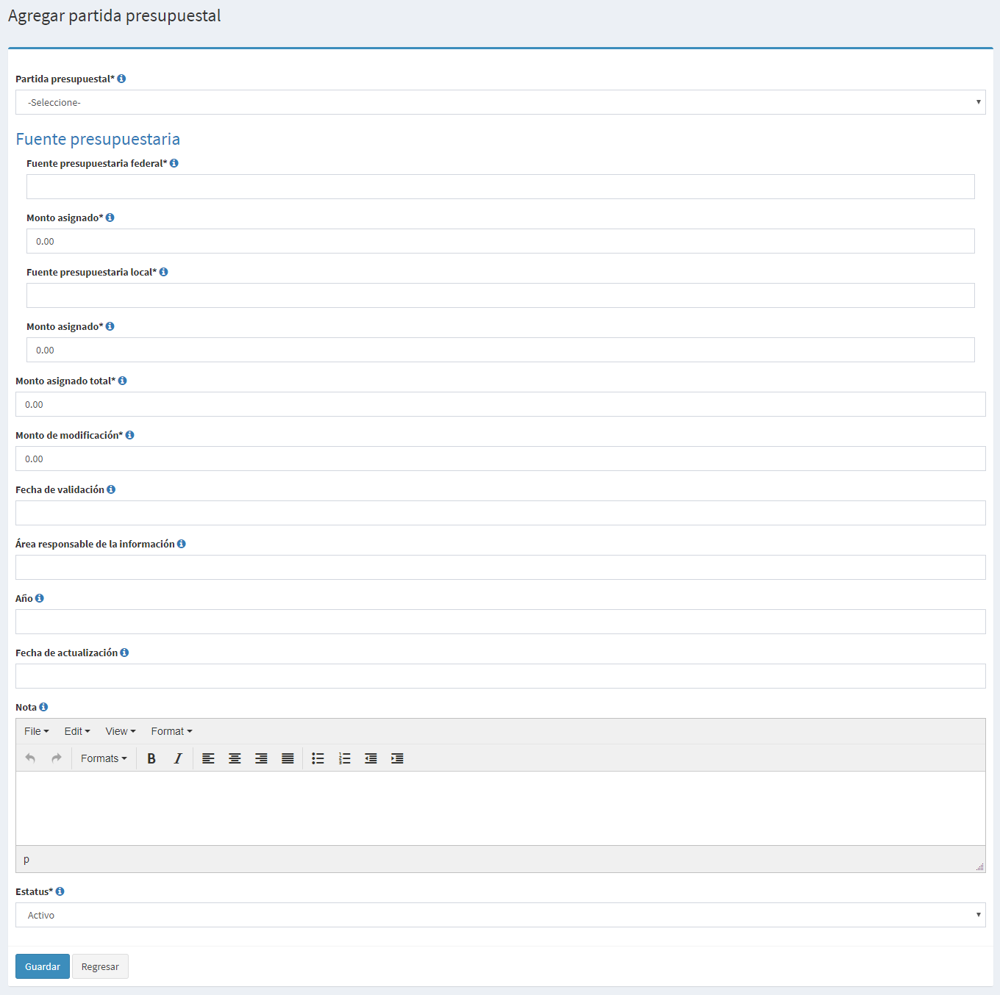 Agregar partida presupuestal
Partida presupuestal*
-Seleccione-
Fuente presupuestaria
Fuente presupuestaria federal*
Monto asignado*
0.00
Fuente presupuestaria local*
Monto asignado*
0.00
Monto asignado total*
0.00
Monto de modificación*
0.00
Fecha de validación
Área responsable de la información
Año
Fecha de actualización
Nota
File Edit View Format
Formats B I
p
Estatus*
Activo
Guardar Regresar